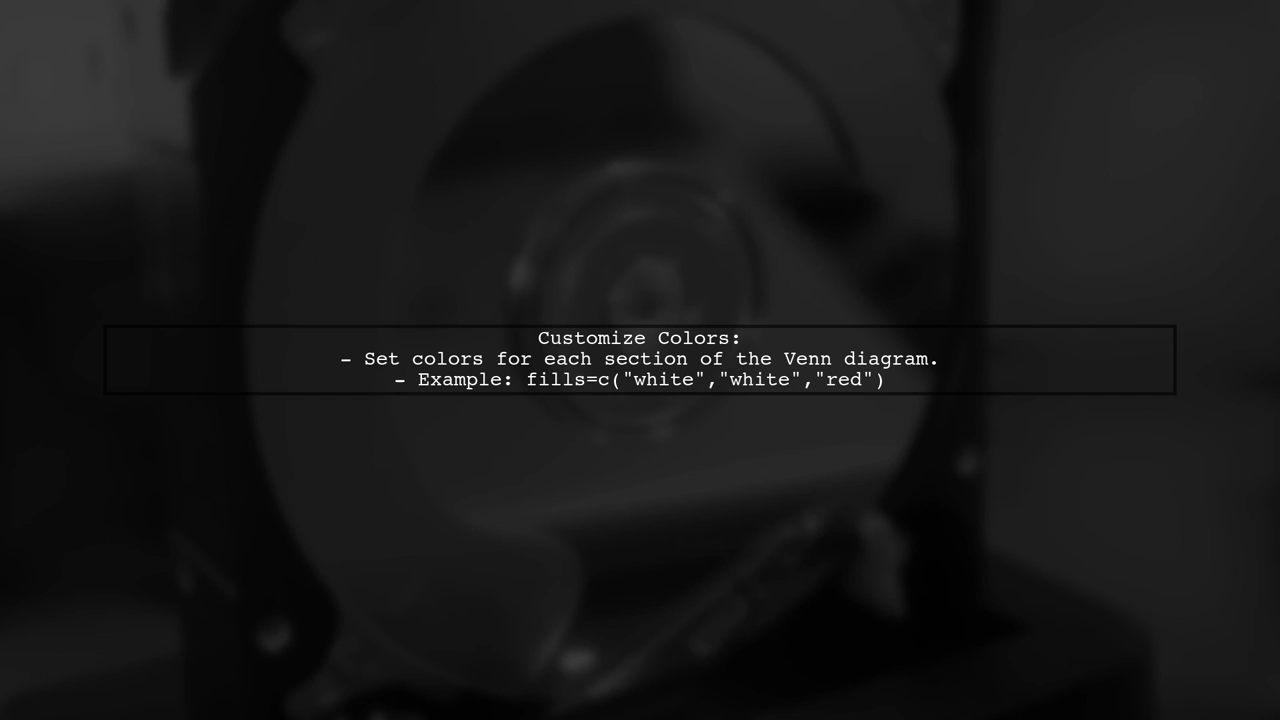 Customize Colors:
- Set colors for each section of the Venn diagram.
- Example: fills=c("white","white","red")